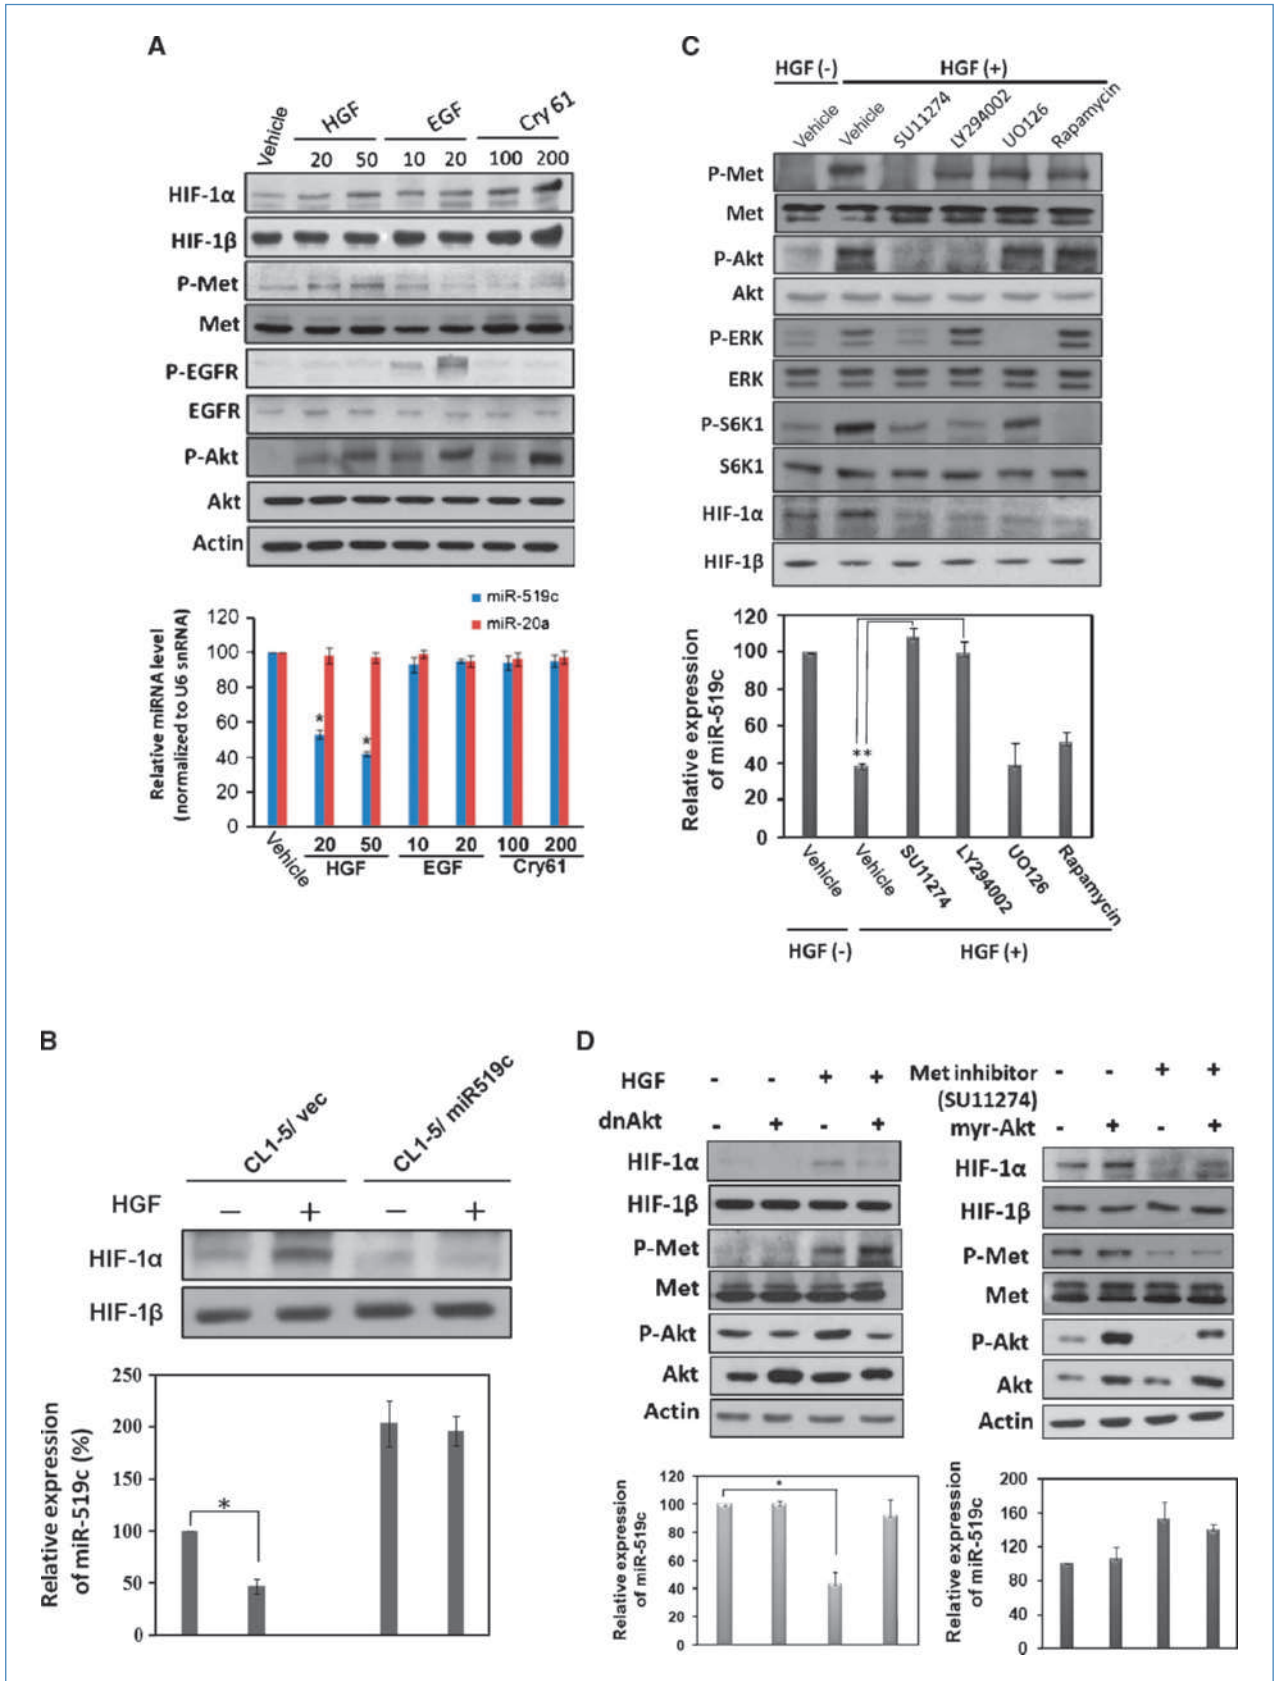 A
Vehicle HGF EGF Cry 61
20 50 10 20 100 200
HIF-1α
HIF-1β
P-Met
Met
P-EGFR
EGFR
P-Akt
Akt
Actin
miR-519c
miR-20a
Relative miRNA level
(normalized to U6 snRNA)
120
100
80
60
40
20
0
* *
Vehicle 20 50 10 20 100 200
HGF EGF Cry61
C
HGF (-) HGF (+)
Vehicle Vehicle SU11274 LY294002 UO126 Rapamycin
P-Met
Met
P-Akt
Akt
P-ERK
ERK
P-S6K1
S6K1
HIF-1α
HIF-1β
Relative expression
of miR-519c
120
100
80
60
40
20
0
**
Vehicle Vehicle SU11274 LY294002 UO126 Rapamycin
HGF (-) HGF (+)
B
CL1-5/ vec CL1-5/ miR519c
HGF − + − +
HIF-1α
HIF-1β
Relative expression
of miR-519c (%)
250
200
150
100
50
0
*
D
HGF - - + +
dnAkt - + - +
HIF-1α
HIF-1β
P-Met
Met
P-Akt
Akt
Actin
Relative expression
of miR-519c
120
100
80
60
40
20
0
*
Met inhibitor - - + +
(SU11274)
myr-Akt - + - +
HIF-1α
HIF-1β
P-Met
Met
P-Akt
Akt
Actin
Relative expression
of miR-519c
200
160
120
80
40
0